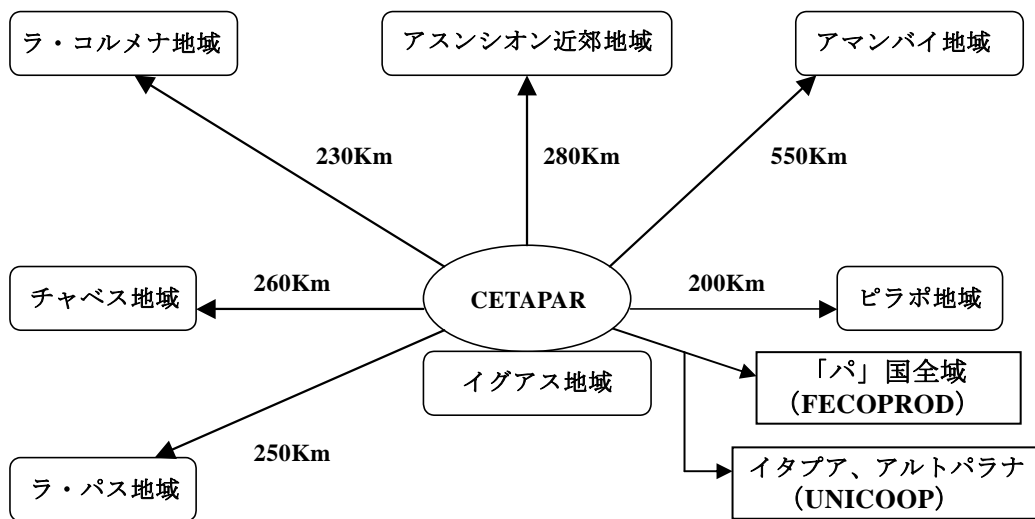 ラ・コルメナ地域
アスンシオン近郊地域
アマンバイ地域
230Km
280Km
550Km
チャベス地域
260Km
CETAPAR
200Km
ピラポ地域
イグアス地域
「パ」国全域
（FECOPROD）
ラ・パス地域
250Km
イタプア、アルトパラナ
（UNICOOP）